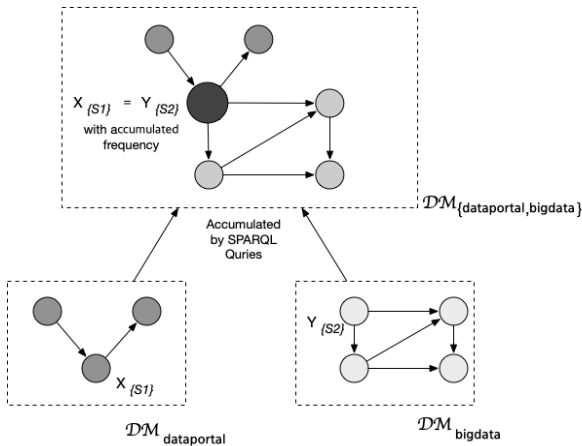 X {S1} = Y {S2}
with accumulated
frequency
DM {dataportal,bigdata}
Accumulated
by SPARQL
Quries
Y {S2}
X {S1}
DM bigdata
DM dataportal